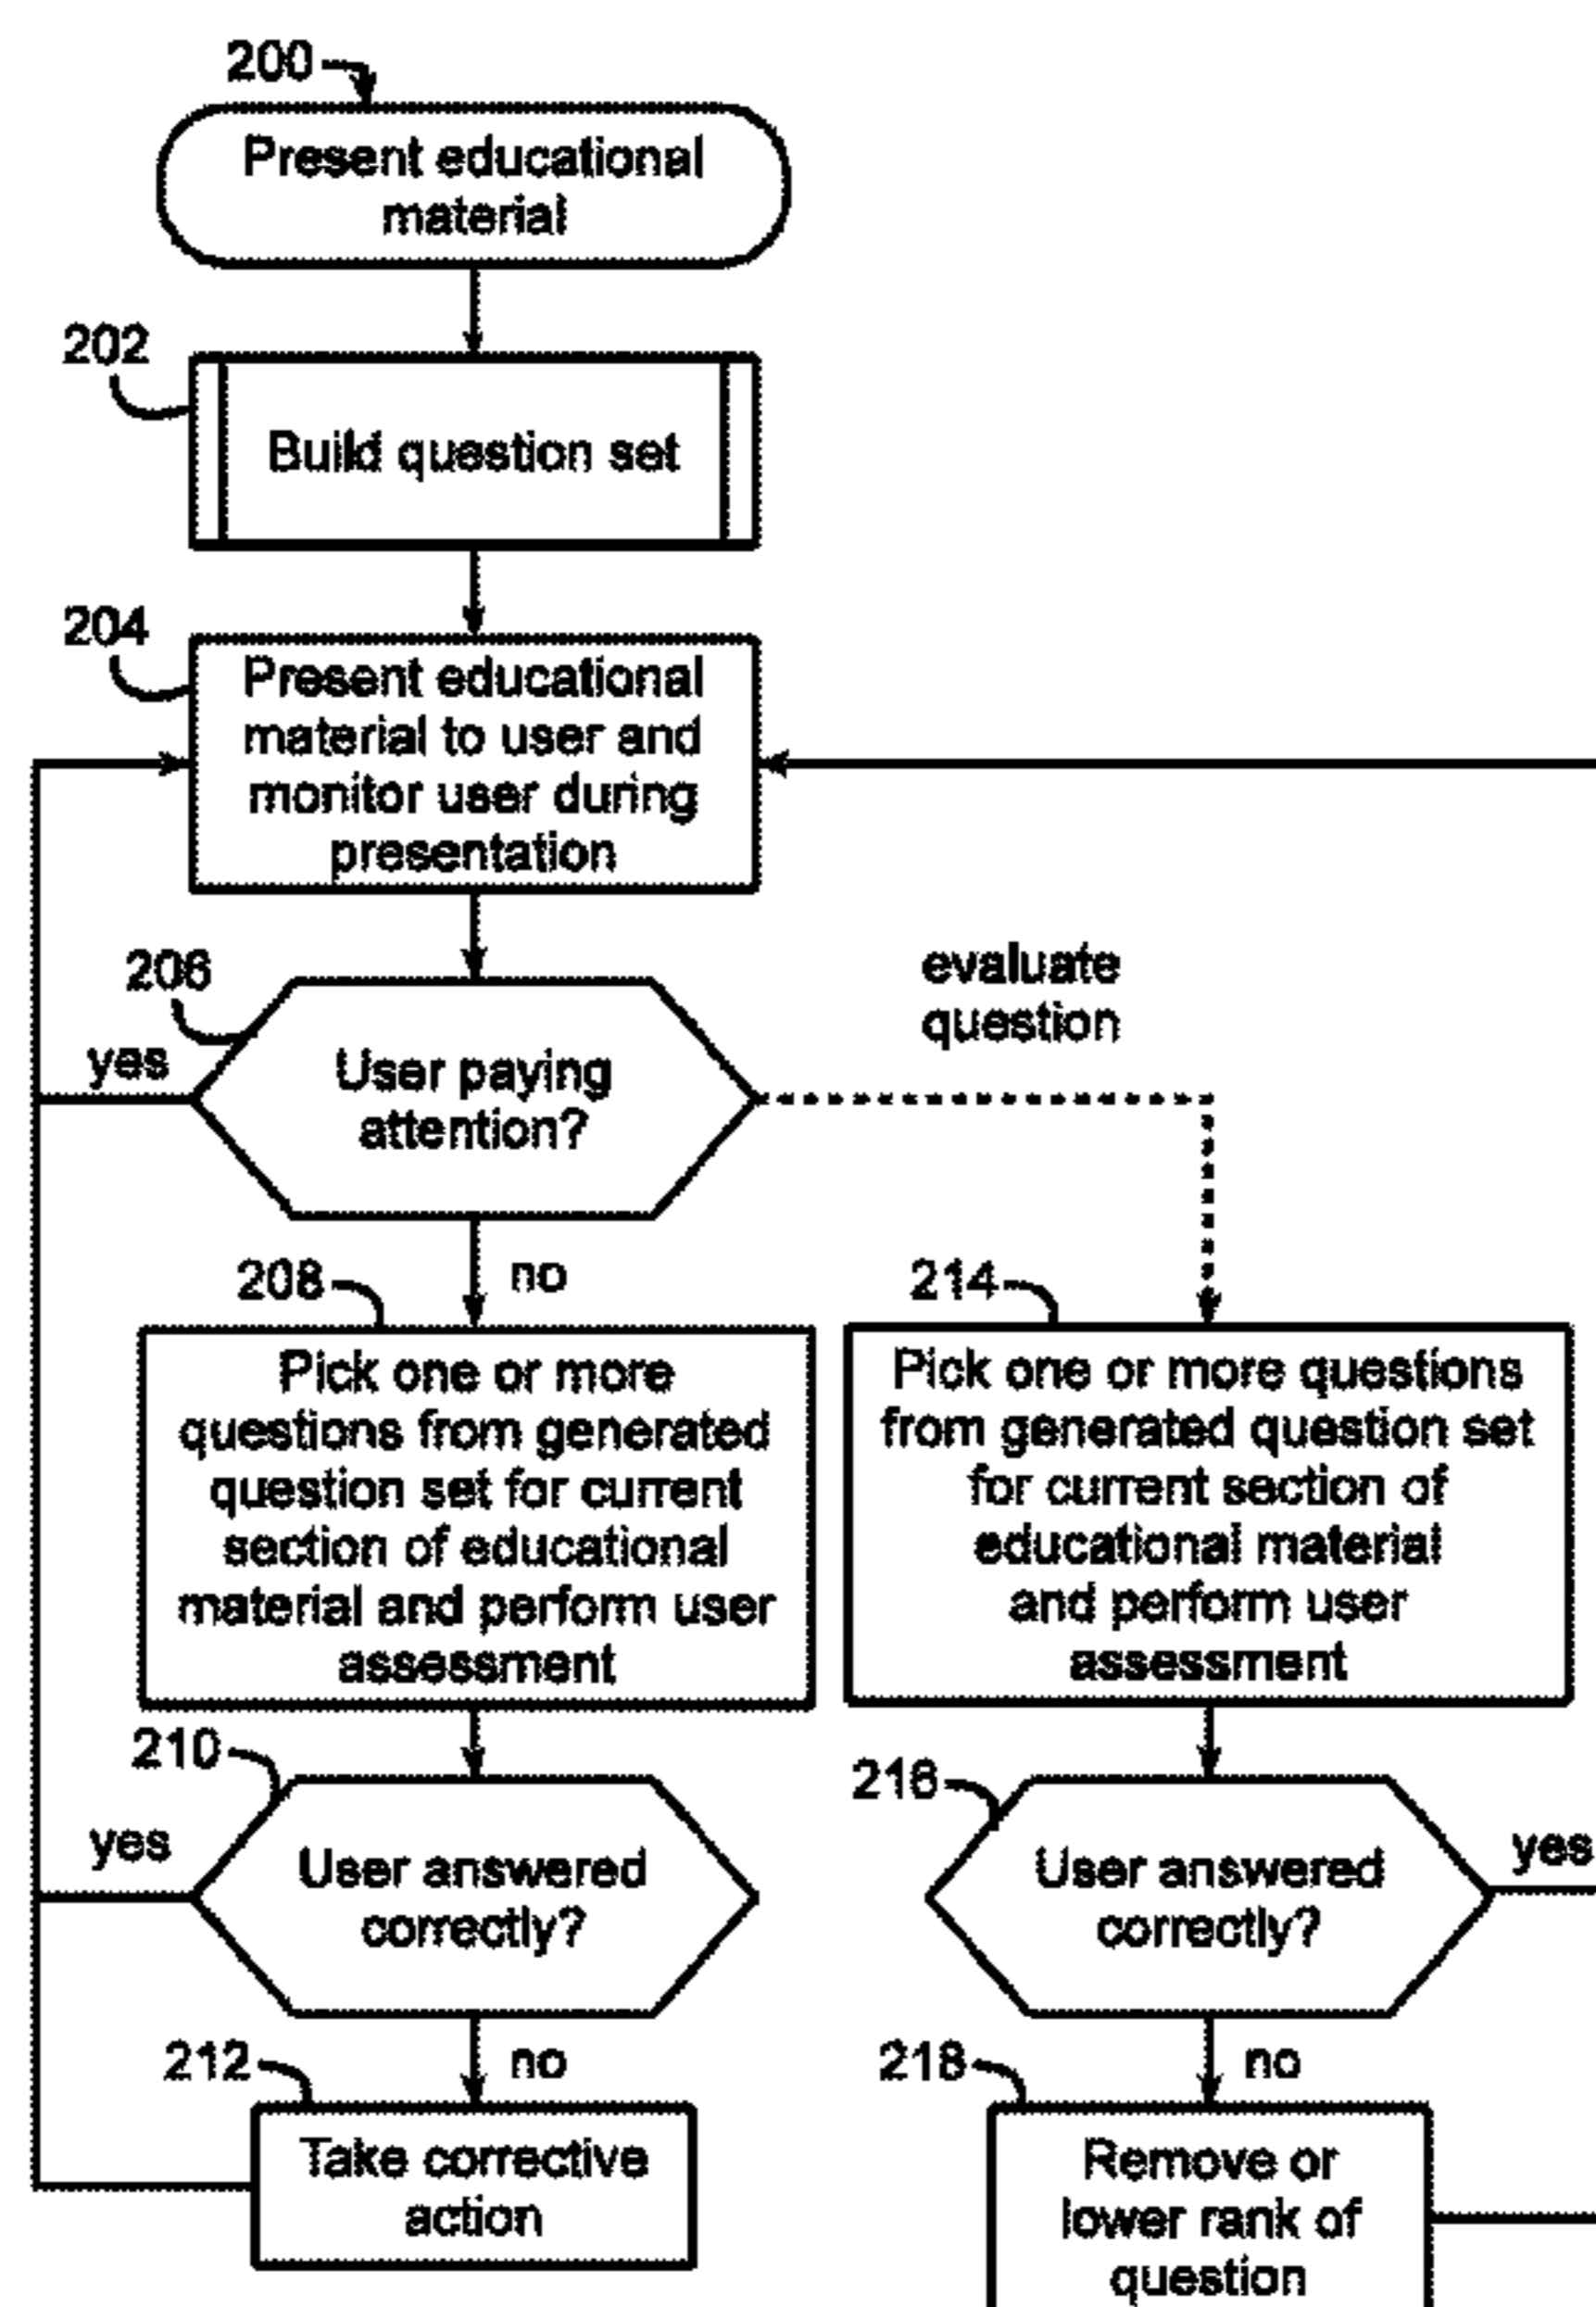 200
Present educational
material
202
Build question set
204
Present educational
material to user and
monitor user during
presentation
206
yes
User paying
attention?
evaluate
question
no
208
Pick one or more
questions from generated
question set for current
section of educational
material and perform user
assessment
214
Pick one or more questions
from generated question set
for current section of
educational material
and perform user
assessment
210
yes
User answered
correctly?
216
User answered
correctly?
yes
no
212
Take corrective
action
no
218
Remove or
lower rank of
question